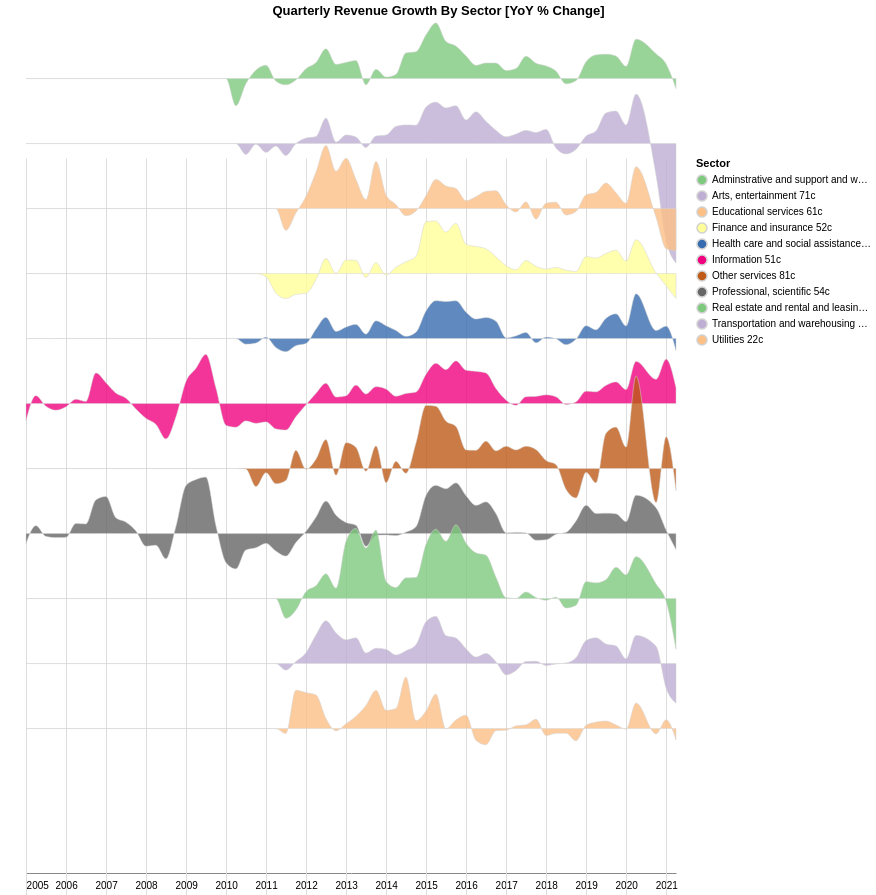 Quarterly Revenue Growth By Sector [YoY % Change]
Sector
Adminstrative and support and w…
Arts, entertainment 71c
Educational services 61c
Finance and insurance 52c
Health care and social assistance…
Information 51c
Other services 81c
Professional, scientific 54c
Real estate and rental and leasin…
Transportation and warehousing …
Utilities 22c
2005 2006 2007 2008 2009 2010 2011 2012 2013 2014 2015 2016 2017 2018 2019 2020 2021